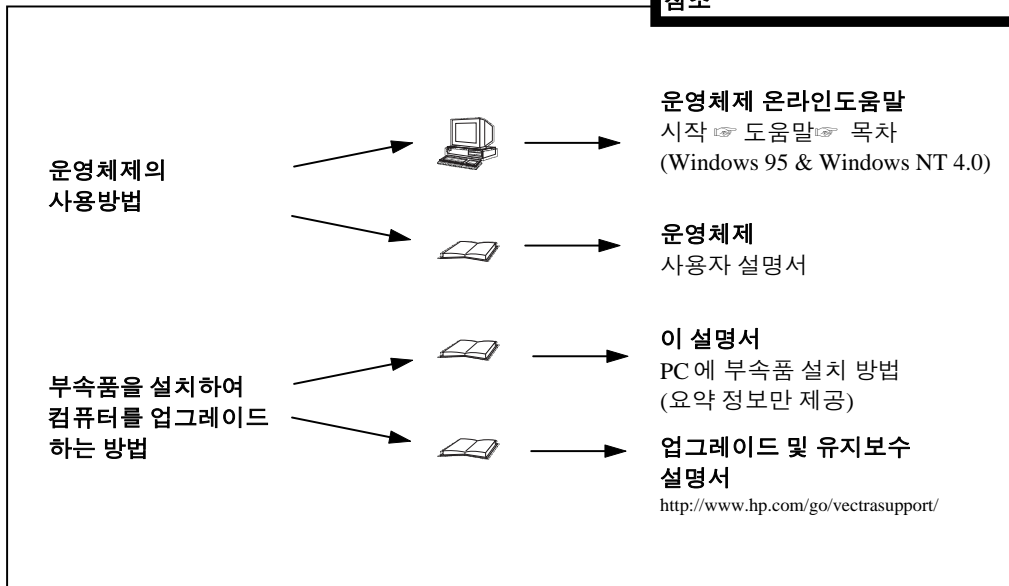 참조
운영체제의
사용방법
운영체제 온라인도움말
시작 ☞ 도움말☞ 목차
(Windows 95 & Windows NT 4.0)
운영체제
사용자 설명서
부속품을 설치하여
컴퓨터를 업그레이드
하는 방법
이 설명서
PC 에 부속품 설치 방법
(요약 정보만 제공)
업그레이드 및 유지보수
설명서
http://www.hp.com/go/vectrasupport/